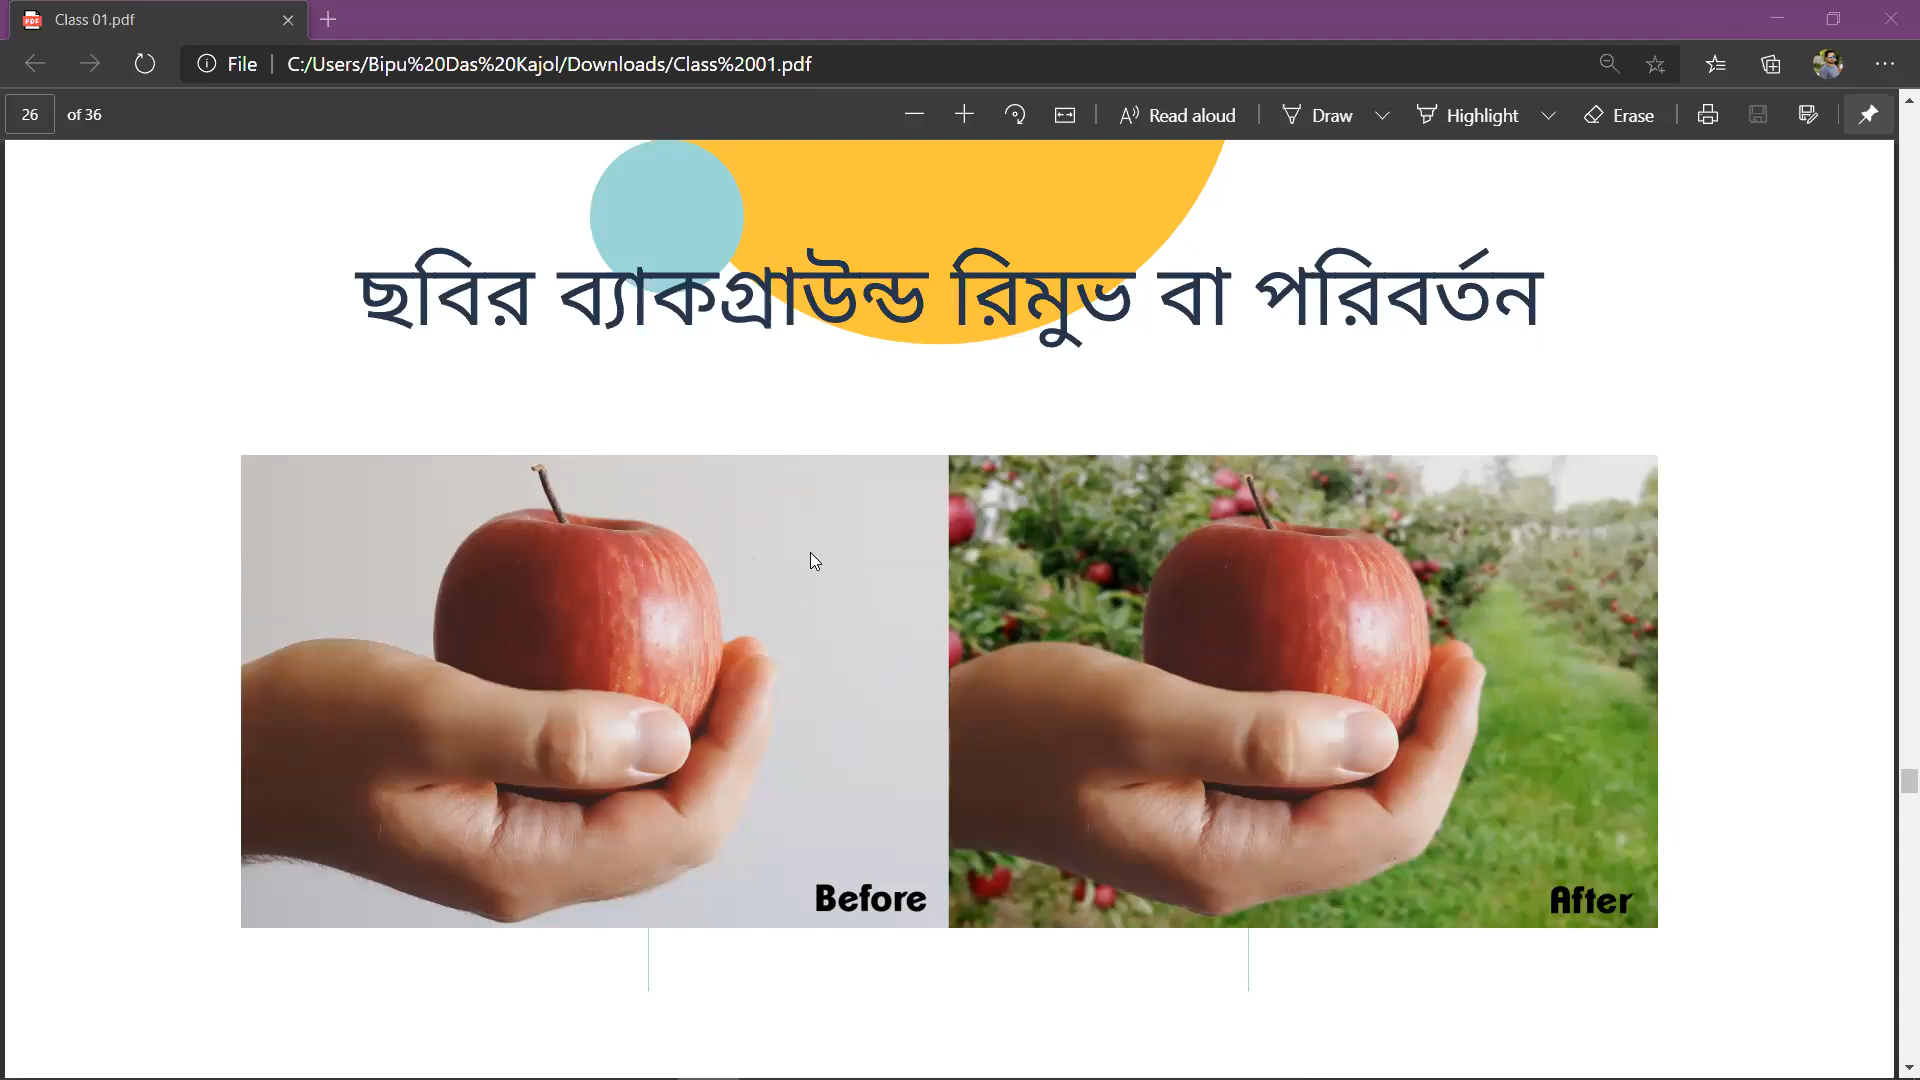 Class 01.pdf
File
C:/Users/Bipu%20Das%20Kajol/Downloads/Class%2001.pdf
26 of 36
Read aloud
Draw
Highlight
Erase
ছবির ব্যাকগ্রাউন্ড রিমুভ বা পরিবর্তন
Before
After